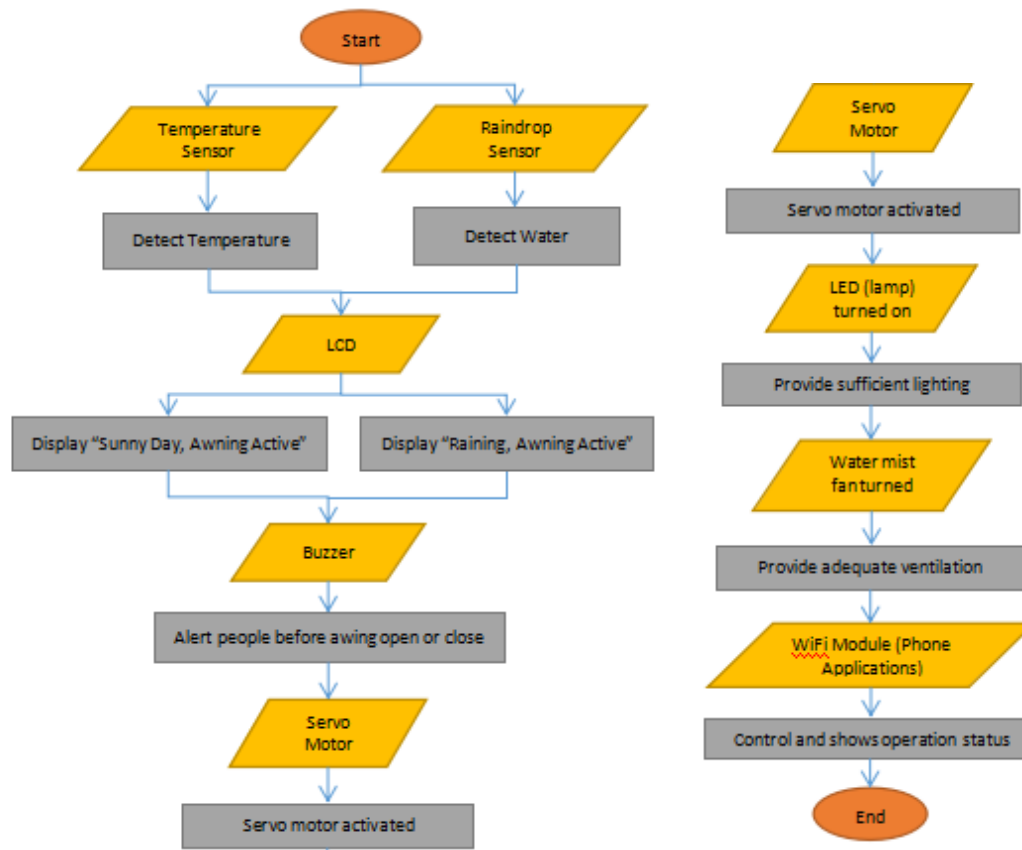 Start
Temperature
Sensor
Raindrop
Sensor
Detect Temperature
Detect Water
LCD
Display “Sunny Day, Awning Active”
Display “Raining, Awning Active”
Buzzer
Alert people before awing open or close
Servo
Motor
Servo motor activated
Servo
Motor
Servo motor activated
LED (lamp)
turned on
Provide sufficient lighting
Water mist
fan turned
Provide adequate ventilation
WiFi Module (Phone
Applications)
Control and shows operation status
End